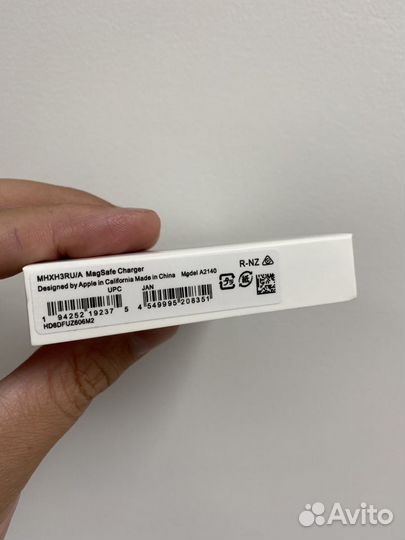 MHXH3RU/A MagSafe Charger
Designed by Apple in California Made in China Model A2140
R-NZ
UPC
JAN
1 94252 19237 5
4 549995 208351
HD6DFUZ606M2
Avito